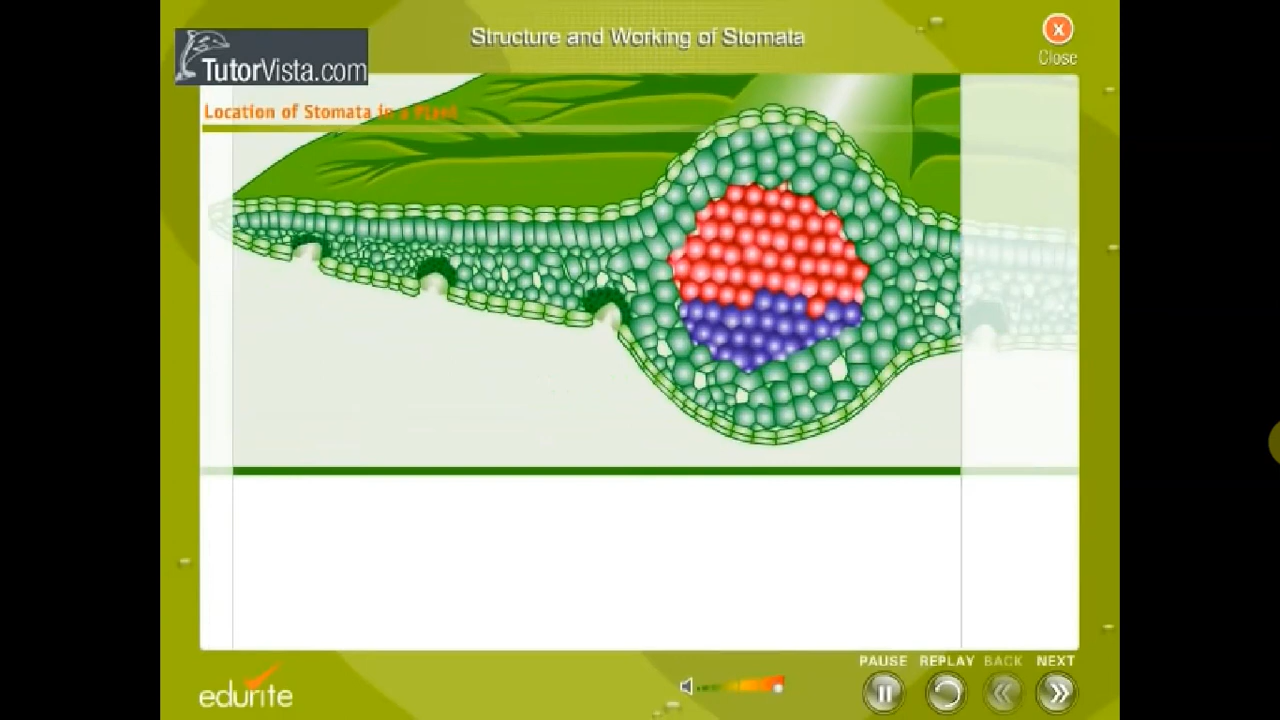 Structure and Working of Stomata
Close
TutorVista.com
Location of Stomata in a Plant
PAUSE REPLAY BACK NEXT
edurite